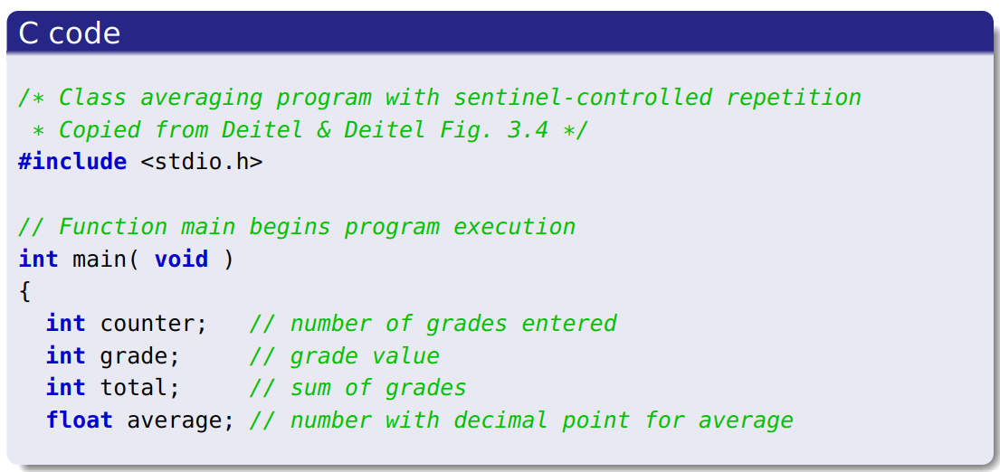 C code
/* Class averaging program with sentinel-controlled repetition
 * Copied from Deitel & Deitel Fig. 3.4 */
#include <stdio.h>
// Function main begins program execution
int main( void )
{
  int counter;   // number of grades entered
  int grade;     // grade value
  int total;     // sum of grades
  float average; // number with decimal point for average